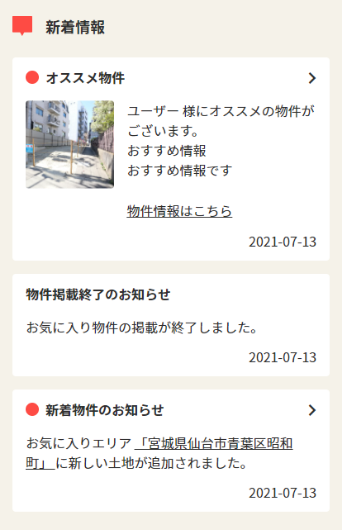 新着情報
オススメ物件
ユーザー 様にオススメの物件が
ございます。
おすすめ情報
おすすめ情報です
物件情報はこちら
2021-07-13
物件掲載終了のお知らせ
お気に入り物件の掲載が終了しました。
2021-07-13
新着物件のお知らせ
お気に入りエリア 「宮城県仙台市青葉区昭和
町」 に新しい土地が追加されました。
2021-07-13